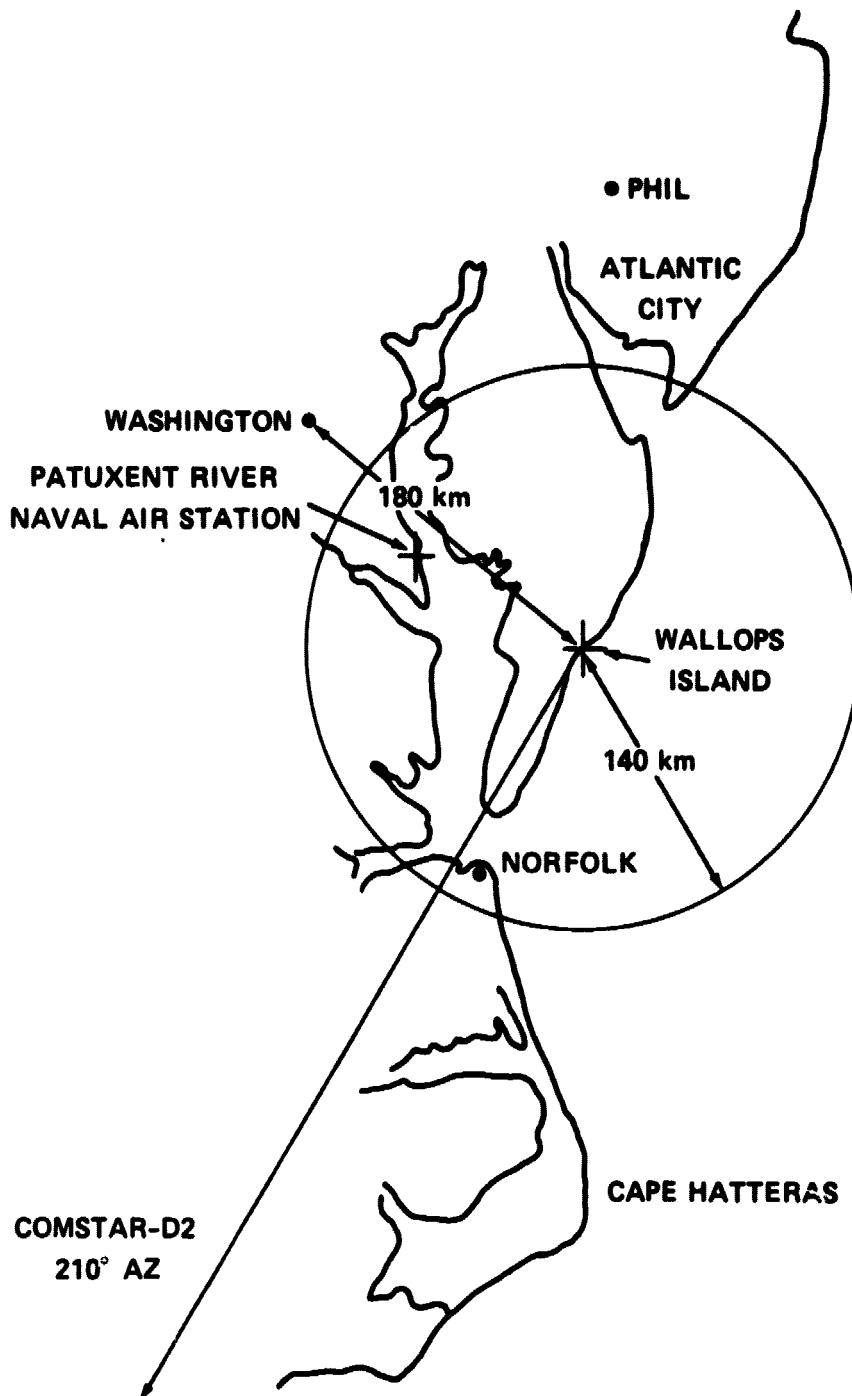 PHIL
ATLANTIC
CITY
WASHINGTON
PATUXENT RIVER
NAVAL AIR STATION
180 km
WALLOPS
ISLAND
140 km
NORFOLK
CAPE HATTERAS
COMSTAR-D2
210° AZ